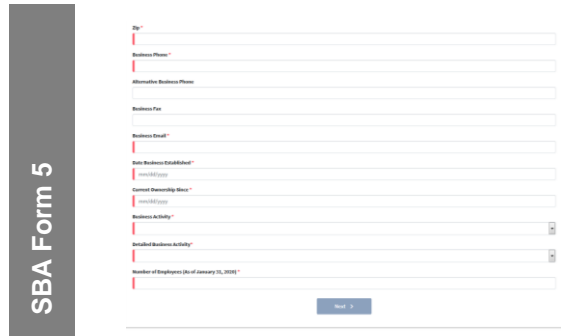 SBA Form 5
Zip *
Business Phone *
Alternative Business Phone
Business Fax
Business Email *
Date Business Established *
mm/dd/yyyy
Current Ownership Since *
mm/dd/yyyy
Business Activity *
Detailed Business Activity*
Number of Employees (As of January 31, 2020) *
Next >